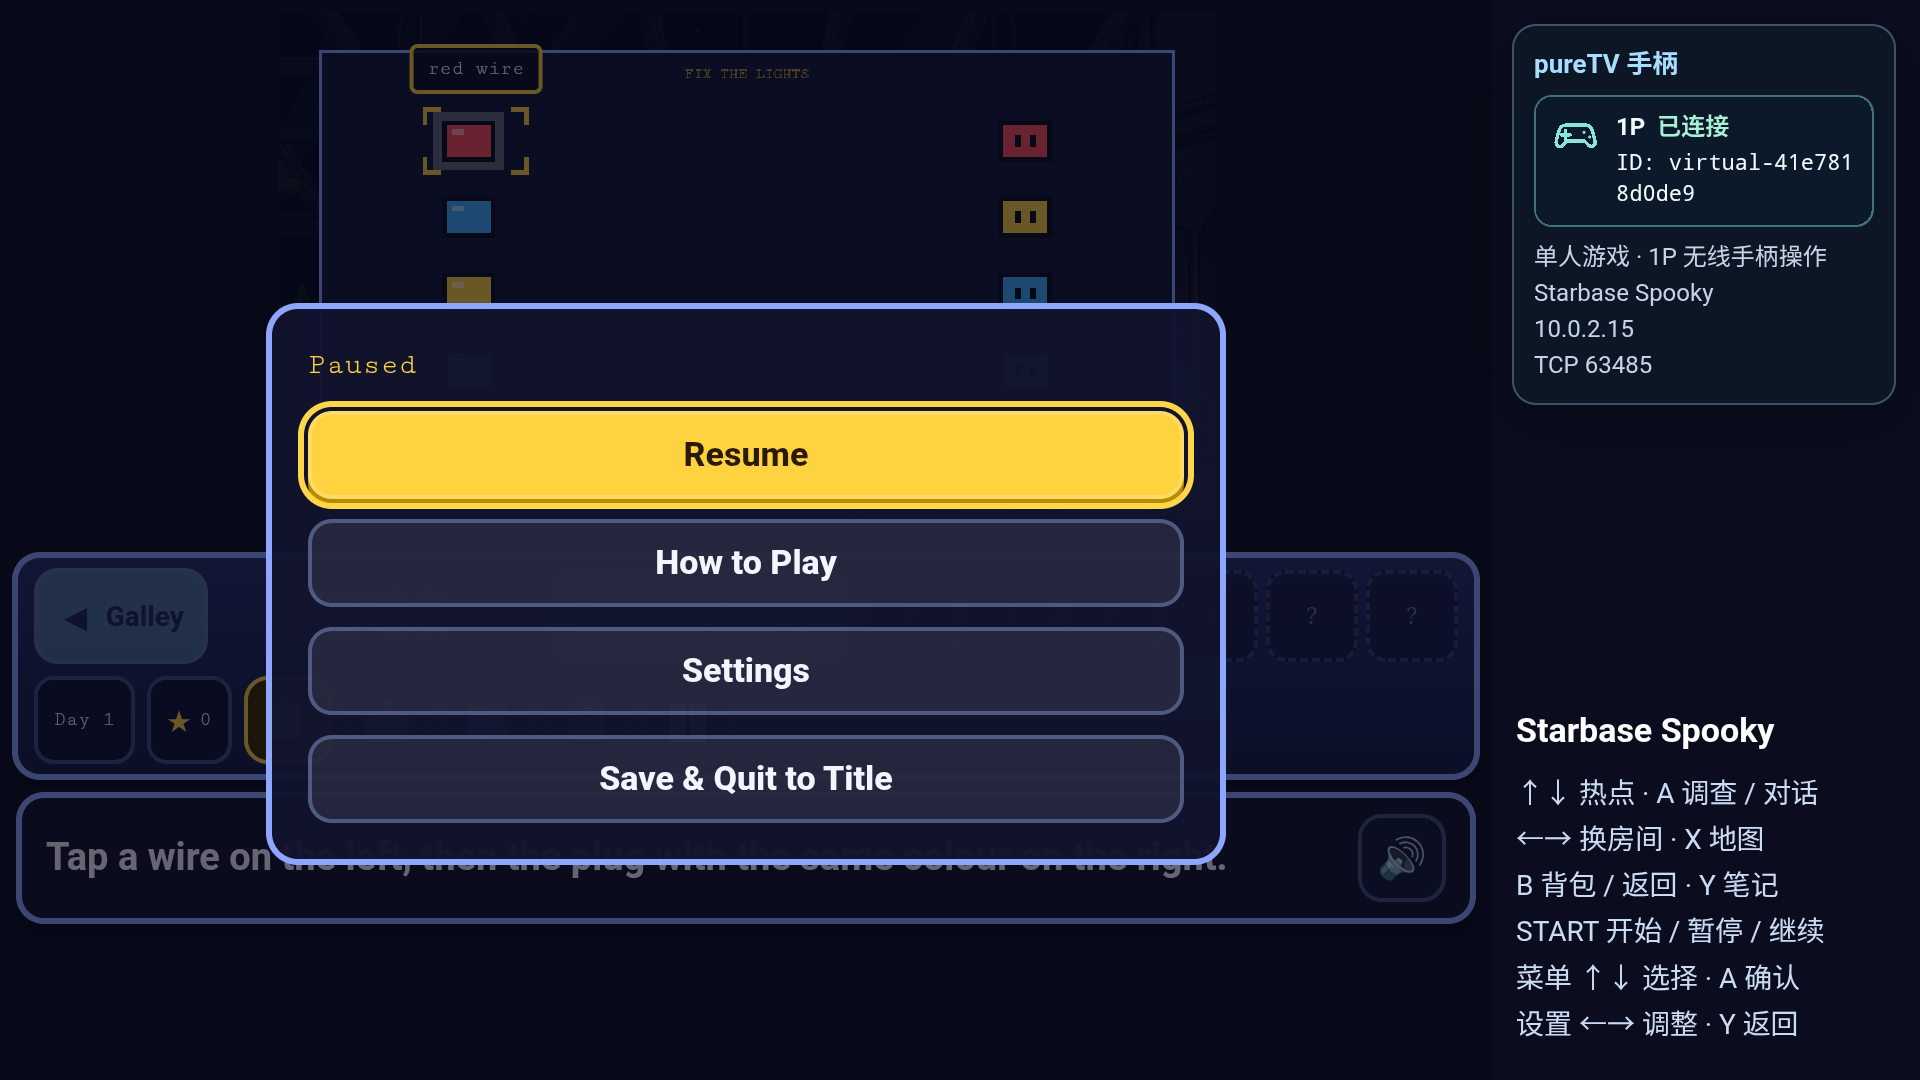 red wire
FIX THE LIGHTS
Paused
Resume
How to Play
Settings
Save & Quit to Title
◀ Galley
? ?
Day 1
★ 0
Tap a wire on the left, then the plug with the same colour on the right.
pureTV 手柄
1P 已连接
ID: virtual-41e781
8d0de9
单人游戏 · 1P 无线手柄操作
Starbase Spooky
10.0.2.15
TCP 63485
Starbase Spooky
↑↓ 热点 · A 调查 / 对话
←→ 换房间 · X 地图
B 背包 / 返回 · Y 笔记
START 开始 / 暂停 / 继续
菜单 ↑↓ 选择 · A 确认
设置 ←→ 调整 · Y 返回